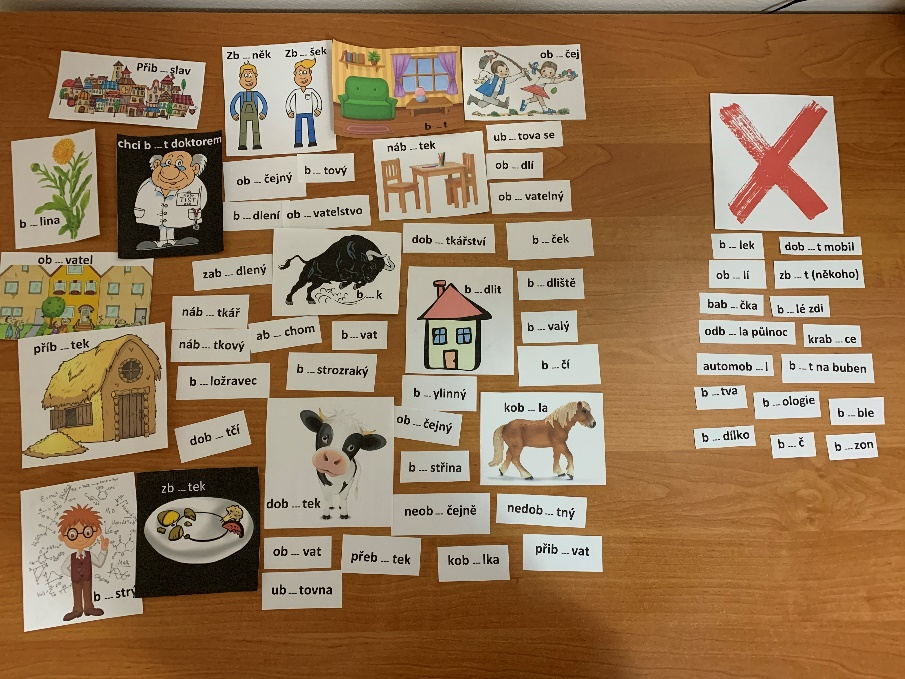 Přib ... slav
Zb ... něk
Zb ... šek
b ... t
ob ... čej
chci b ... t doktorem
b ... lina
ob ... čejný
b ... tový
náb ... tek
ub ... tova se
ob ... dlí
ob ... vatelný
b ... dlení
ob ... vatelstvo
dob ... tkářství
b ... ček
ob ... vatel
zab ... dlený
b ... k
b ... dlit
b ... dliště
náb ... tkář
ab ... chom
b ... vat
b ... valý
příb ... tek
náb ... tkový
b ... ložravec
b ... strozraký
b ... čí
b ... ylinný
dob ... tčí
ob ... čejný
kob ... la
b ... střina
dob ... tek
neob ... čejně
nedob ... tný
zb ... tek
b ... strý
ob ... vat
přeb ... tek
kob ... lka
přib ... vat
ub ... tovna
b ... lek
dob ... t mobil
ob ... lí
zb ... t (někoho)
bab ... čka
b ... lé zdi
odb ... la půlnoc
krab ... ce
automob ... l
b ... t na buben
b ... tva
b ... ologie
b ... ble
b ... dílko
b ... č
b ... zon